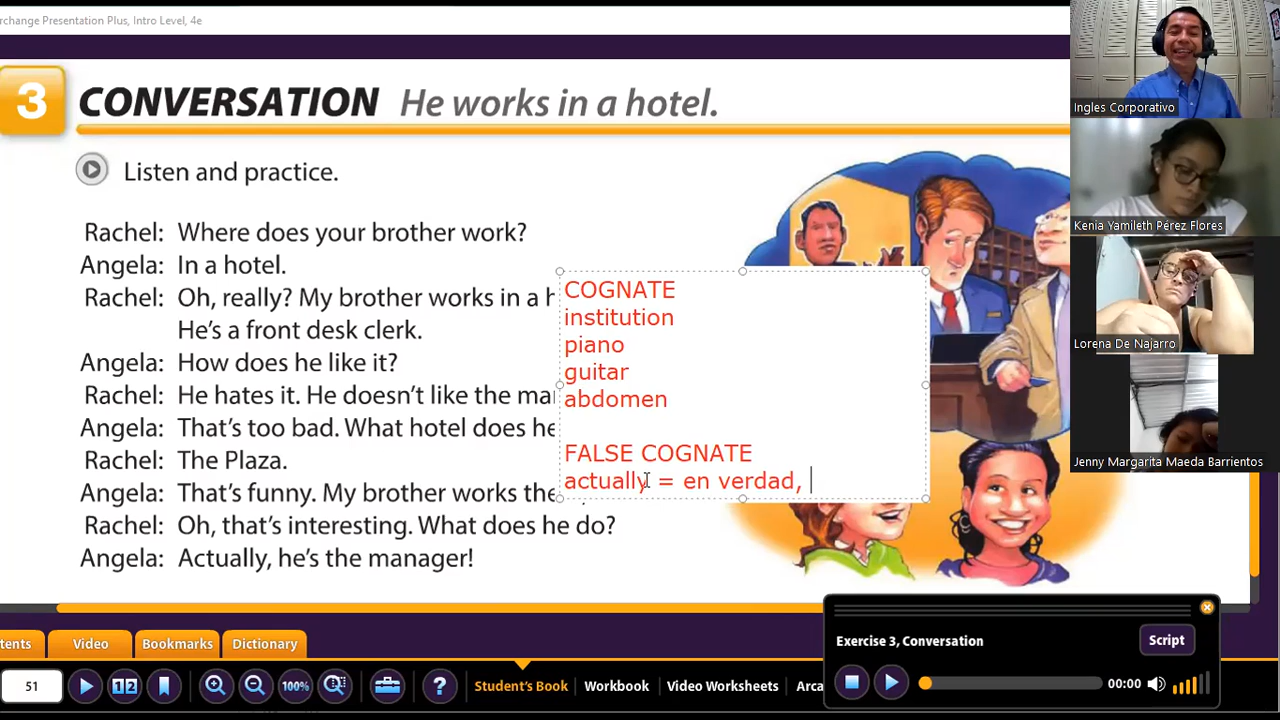 rchange Presentation Plus, Intro Level, 4e
3 CONVERSATION He works in a hotel.
Listen and practice.
Rachel: Where does your brother work?
Angela: In a hotel.
Rachel: Oh, really? My brother works in a h
He's a front desk clerk.
Angela: How does he like it?
Rachel: He hates it. He doesn't like the ma
Angela: That's too bad. What hotel does he
Rachel: The Plaza.
Angela: That's funny. My brother works the
Rachel: Oh, that's interesting. What does he do?
Angela: Actually, he's the manager!
COGNATE
institution
piano
guitar
abdomen
FALSE COGNATE
actually = en verdad,
Ingles Corporativo
Kenia Yamileth Pérez Flores
Lorena De Najarro
Jenny Margarita Maeda Barrientos
Exercise 3, Conversation
Script
00:00
tents Video Bookmarks Dictionary
51 12 100% ? Student's Book Workbook Video Worksheets Arca